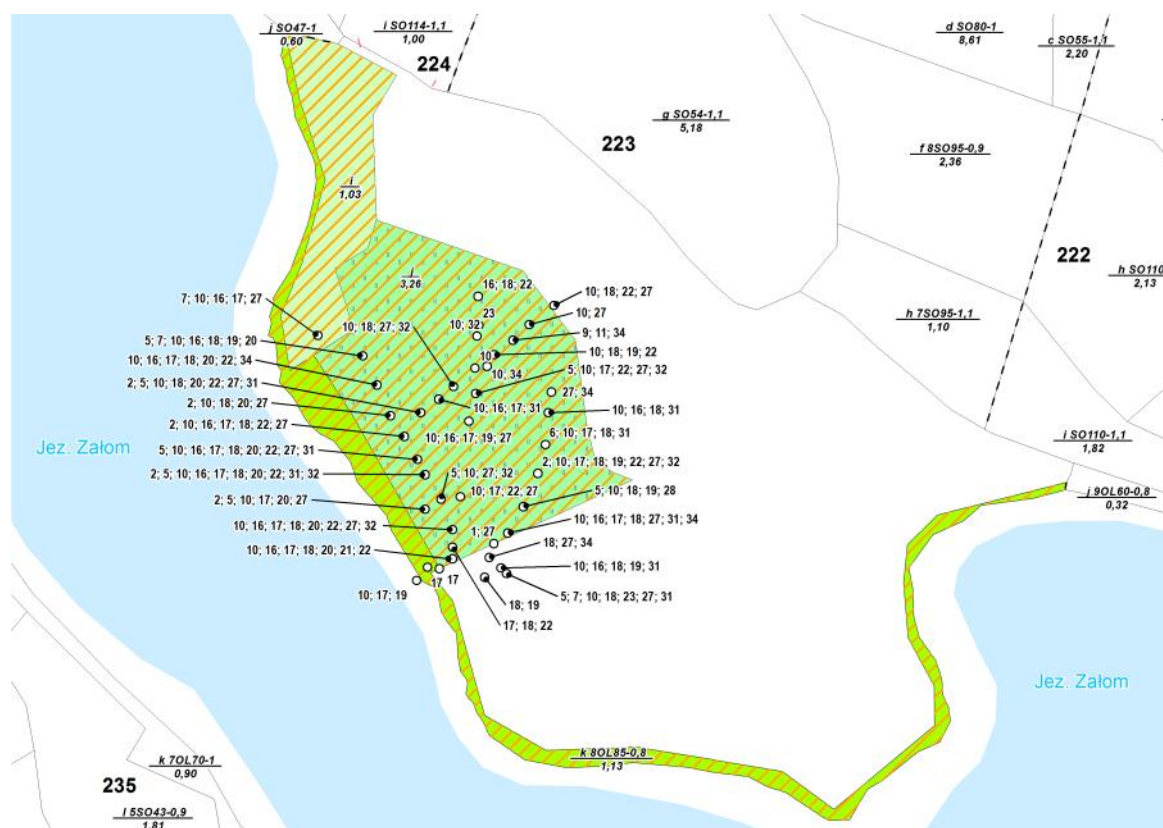 j SO47-1
0,60
i SO114-1,1
1,00
224
d SO80-1
8,61
c SO55-1,1
2,20
g SO54-1,1
5,18
223
f 8SO95-0,9
2,36
i
1,03
222
h SO110
2,13
j
3,26
h 7SO95-1,1
1,10
16; 18; 22
10; 18; 22; 27
7; 10; 16; 17; 27
23
10; 27
10; 18; 27; 32
10; 32
9; 11; 34
5; 7; 10; 16; 18; 19; 20
10
10; 18; 19; 22
10; 16; 17; 18; 20; 22; 34
10; 34
5; 10; 17; 22; 27; 32
2; 5; 10; 18; 20; 22; 27; 31
27; 34
10; 16; 17; 31
10; 16; 18; 31
2; 10; 18; 20; 27
2; 10; 16; 17; 18; 22; 27
10; 16; 17; 19; 27
6; 10; 17; 18; 31
i SO110-1,1
1,82
Jez. Załom
5; 10; 16; 17; 18; 20; 22; 27; 31
2; 10; 17; 18; 19; 22; 27; 32
5; 10; 27; 32
2; 5; 10; 16; 17; 18; 20; 22; 31; 32
10; 17; 22; 27
5; 10; 18; 19; 28
j 9OL60-0,8
0,32
2; 5; 10; 17; 20; 27
10; 16; 17; 18; 20; 22; 27; 32
1; 27
10; 16; 17; 18; 27; 31; 34
10; 16; 17; 18; 20; 21; 22
18; 27; 34
10; 16; 18; 19; 31
17
17
10; 17; 19
5; 7; 10; 18; 23; 27; 31
18; 19
17; 18; 22
Jez. Załom
k 8OL85-0,8
1,13
k 7OL70-1
0,90
235
l 5SO43-0,9
1,81